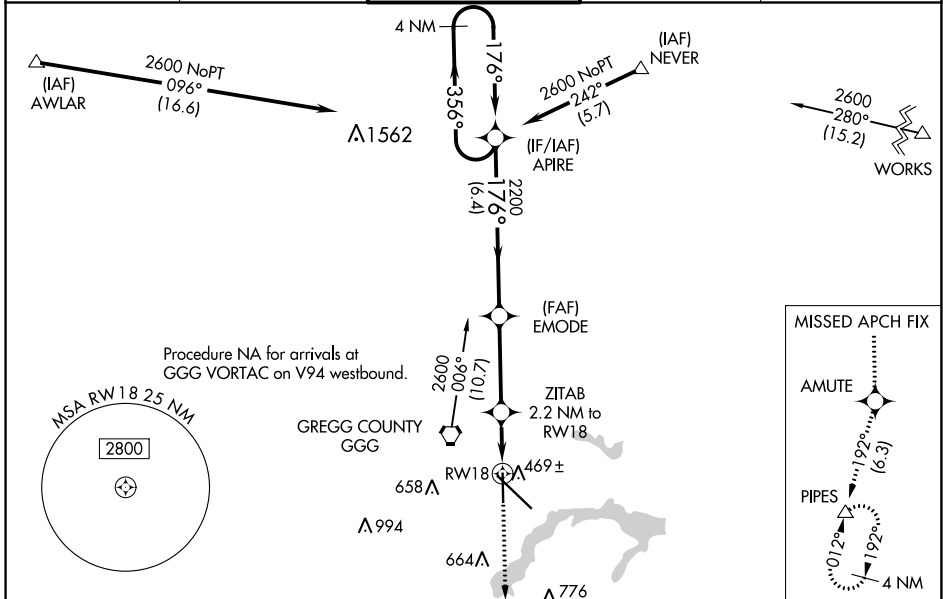 4 NM
176°
356°
2600 NoPT
096°
(16.6)
(IAF)
AWLAR
1562
(IAF)
NEVER
2600 NoPT
242°
(5.7)
(IF/IAF)
APIRE
2600
280°
(15.2)
WORKS
2200
176°
(6.4)
(FAF)
EMODE
Procedure NA for arrivals at
GGG VORTAC on V94 westbound.
2600
006°
(10.7)
ZITAB
2.2 NM to
RW18
GREGG COUNTY
GGG
RW18
469±
658
994
664
776
MSA RW18 25 NM
2800
MISSED APCH FIX
AMUTE
192°
(6.3)
PIPES
012°
192°
4 NM